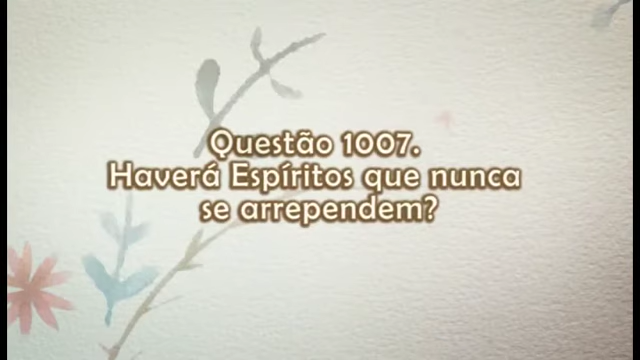 Questão 1007.
Haverá Espíritos que nunca
se arrependem?